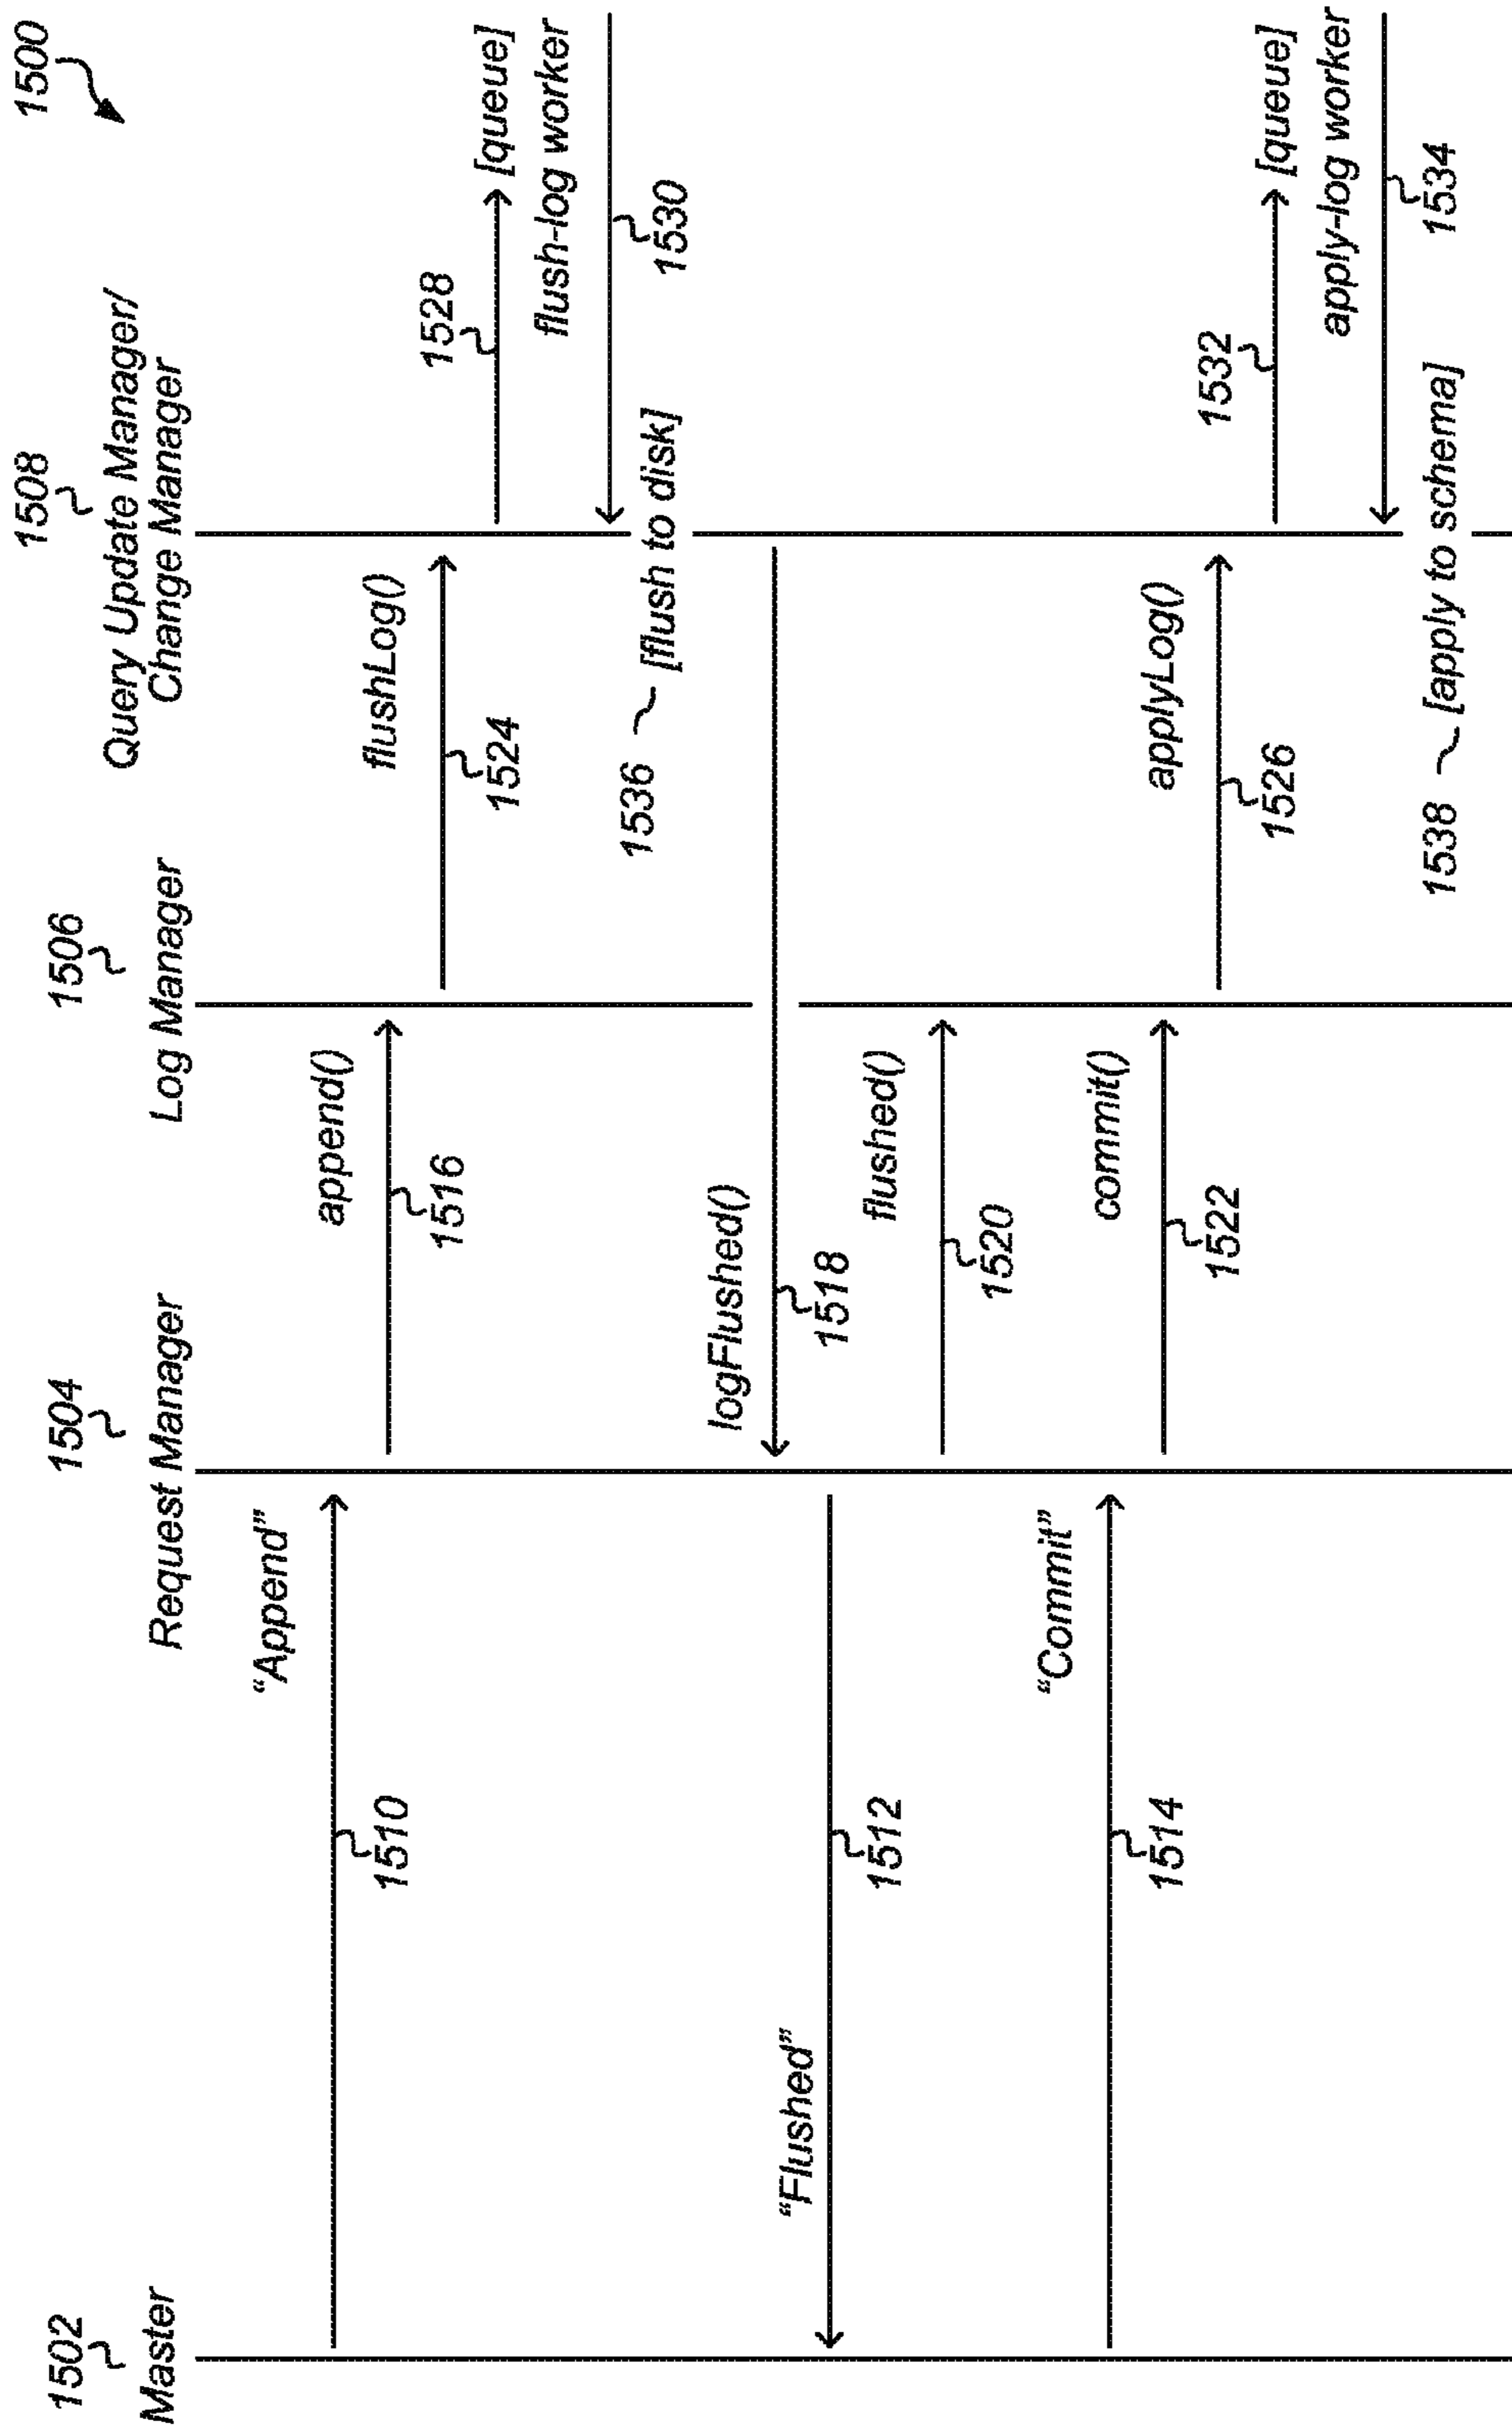 1500
1502
Master
1504
Request Manager
1506
Log Manager
1508
Query Update Manager/
Change Manager
“Append”
1510
append()
1516
flushLog()
1524
1528
[queue]
flush-log worker
1530
1536
[flush to disk]
logFlushed()
1518
“Flushed”
1512
flushed()
1520
“Commit”
1514
commit()
1522
applyLog()
1526
1532
[queue]
apply-log worker
1534
1538
[apply to schema]